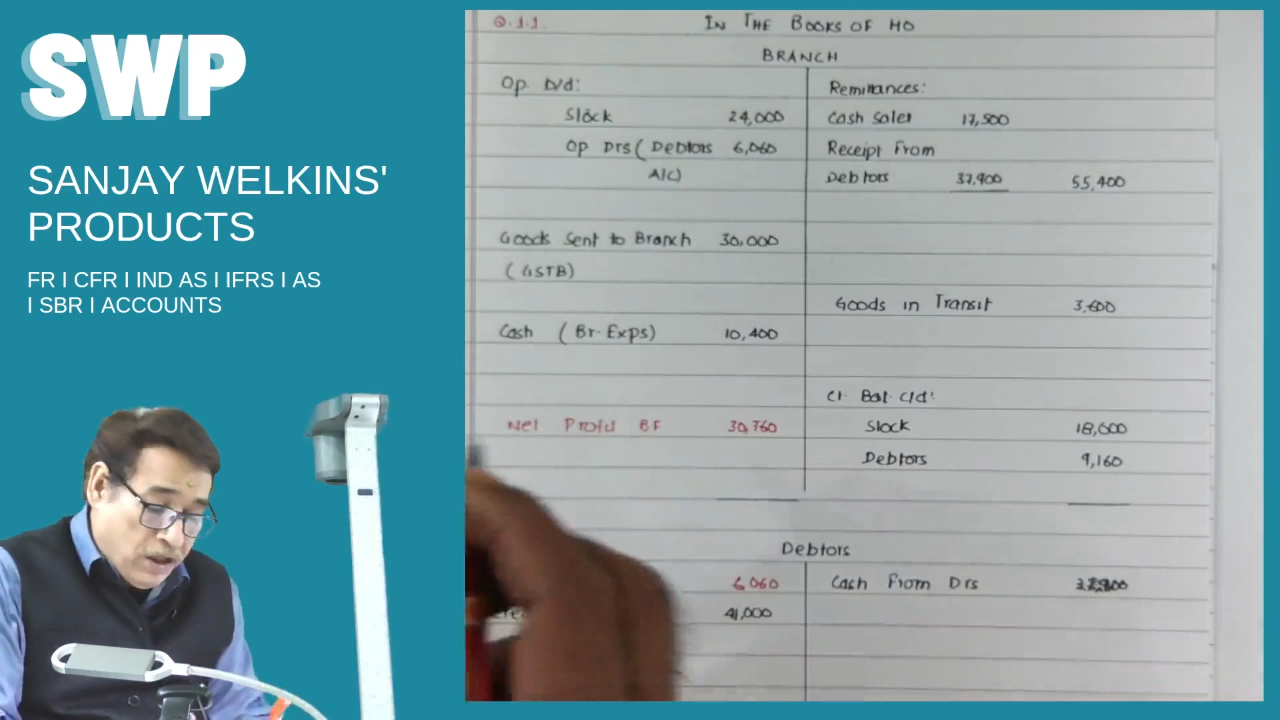 SWP
SANJAY WELKINS'
PRODUCTS
FR I CFR I IND AS I IFRS I AS
I SBR I ACCOUNTS
Q.1.1. IN THE BOOKS OF HO
BRANCH
Op. b/d: Remittances:
Stock 24,000 Cash Sales 17,500
Op Drs ( Debtors 6,060 Receipt From
A/c) Debtors 37,900 55,400
Goods Sent to Branch 30,000
( GSTB)
Goods in Transit 3,600
Cash ( Br. Exps) 10,400
Cl. Bal. c/d:
Net Profit BF 30,760 Stock 18,600
Debtors 9,160
Debtors
6,060 Cash From Drs
41,000